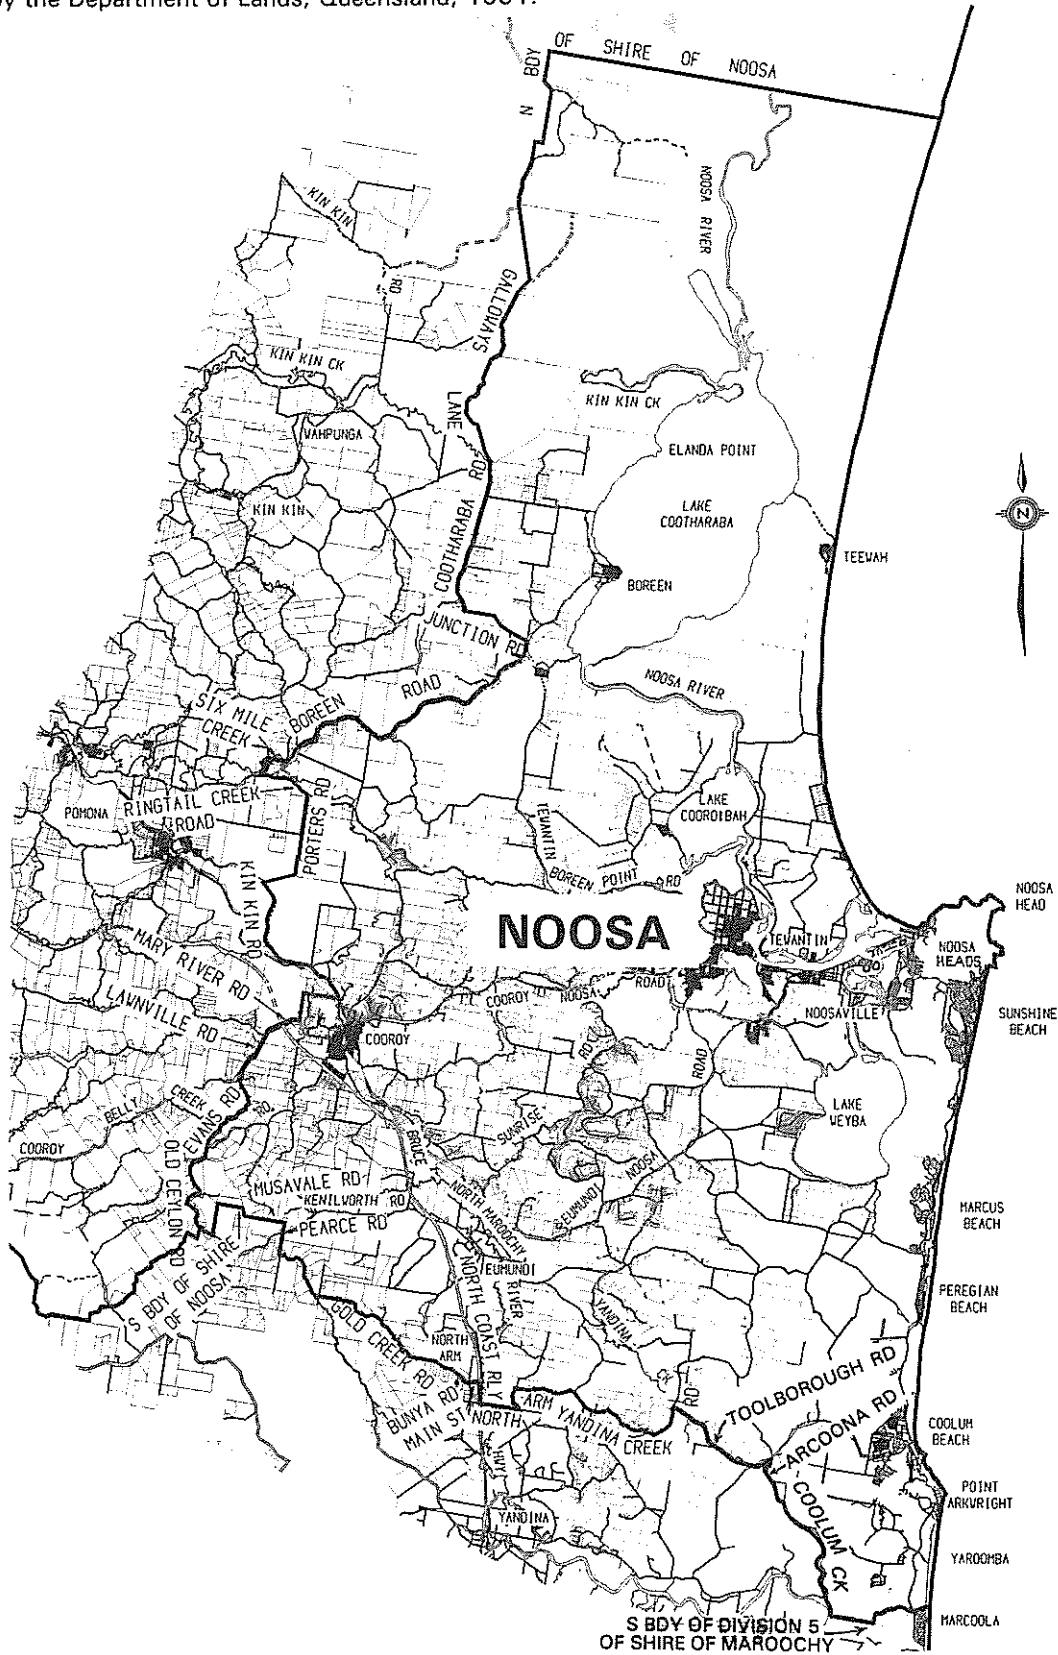 by the Department of Lands, Queensland, 1991.
N BDY OF SHIRE OF NOOSA
KIN KIN RD
NOOSA RIVER
GALLOWAYS LANE
KIN KIN CK
KIN KIN CK
WAHPUNGA
ELANDA POINT
LAKE
COOTHARABA
KIN KIN
COOTHARABA RD
N
TEEWAH
BOREEN
JUNCTION RD
NOOSA RIVER
BOREEN ROAD
SIX MILE
CREEK
POMONA
RINGTAIL CREEK
ROAD
PORTERS RD
LAKE
COOROIBAH
TEWANTIN BOREEN POINT RD
KIN KIN RD
NOOSA
NOOSA
HEAD
TEWANTIN
NOOSA
HEADS
MARY RIVER RD
LAWNVILLE RD
COOROY NOOSA ROAD
NOOSAVILLE
SUNSHINE
BEACH
COOROY
BELLI CREEK RD
EVANS RD
COOROY
OLD CEYLON RD
SUNRISE RD
LAKE
WEYBA
BRUCE HWY
EUMUNDI NOOSA ROAD
MUSAVALE RD
KENILWORTH RD
PEARCE RD
NORTH MAROOCHY RIVER
MARCUS
BEACH
EUMUNDI
S BDY OF SHIRE
OF NOOSA
NORTH COAST RLY
PEREGIAN
BEACH
GOLD CREEK RD
NORTH
ARM
YANDINA CK RD
TOOLBOROUGH RD
BUNYA RD
MAIN ST
NORTH ARM YANDINA CREEK
ARCOONA RD
COOLUM
BEACH
COOLUM CK
POINT
ARKWRIGHT
YANDINA
YAROOMBA
MARCOOLA
S BDY OF DIVISION 5
OF SHIRE OF MAROOCHY